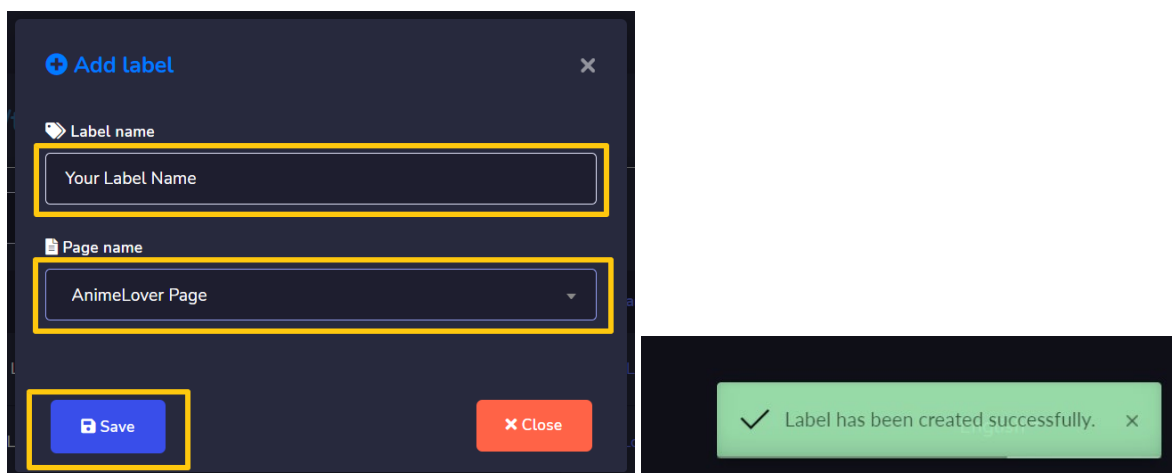 Add label
Label name
Your Label Name
Page name
AnimeLover Page
Save
Close
Label has been created successfully.